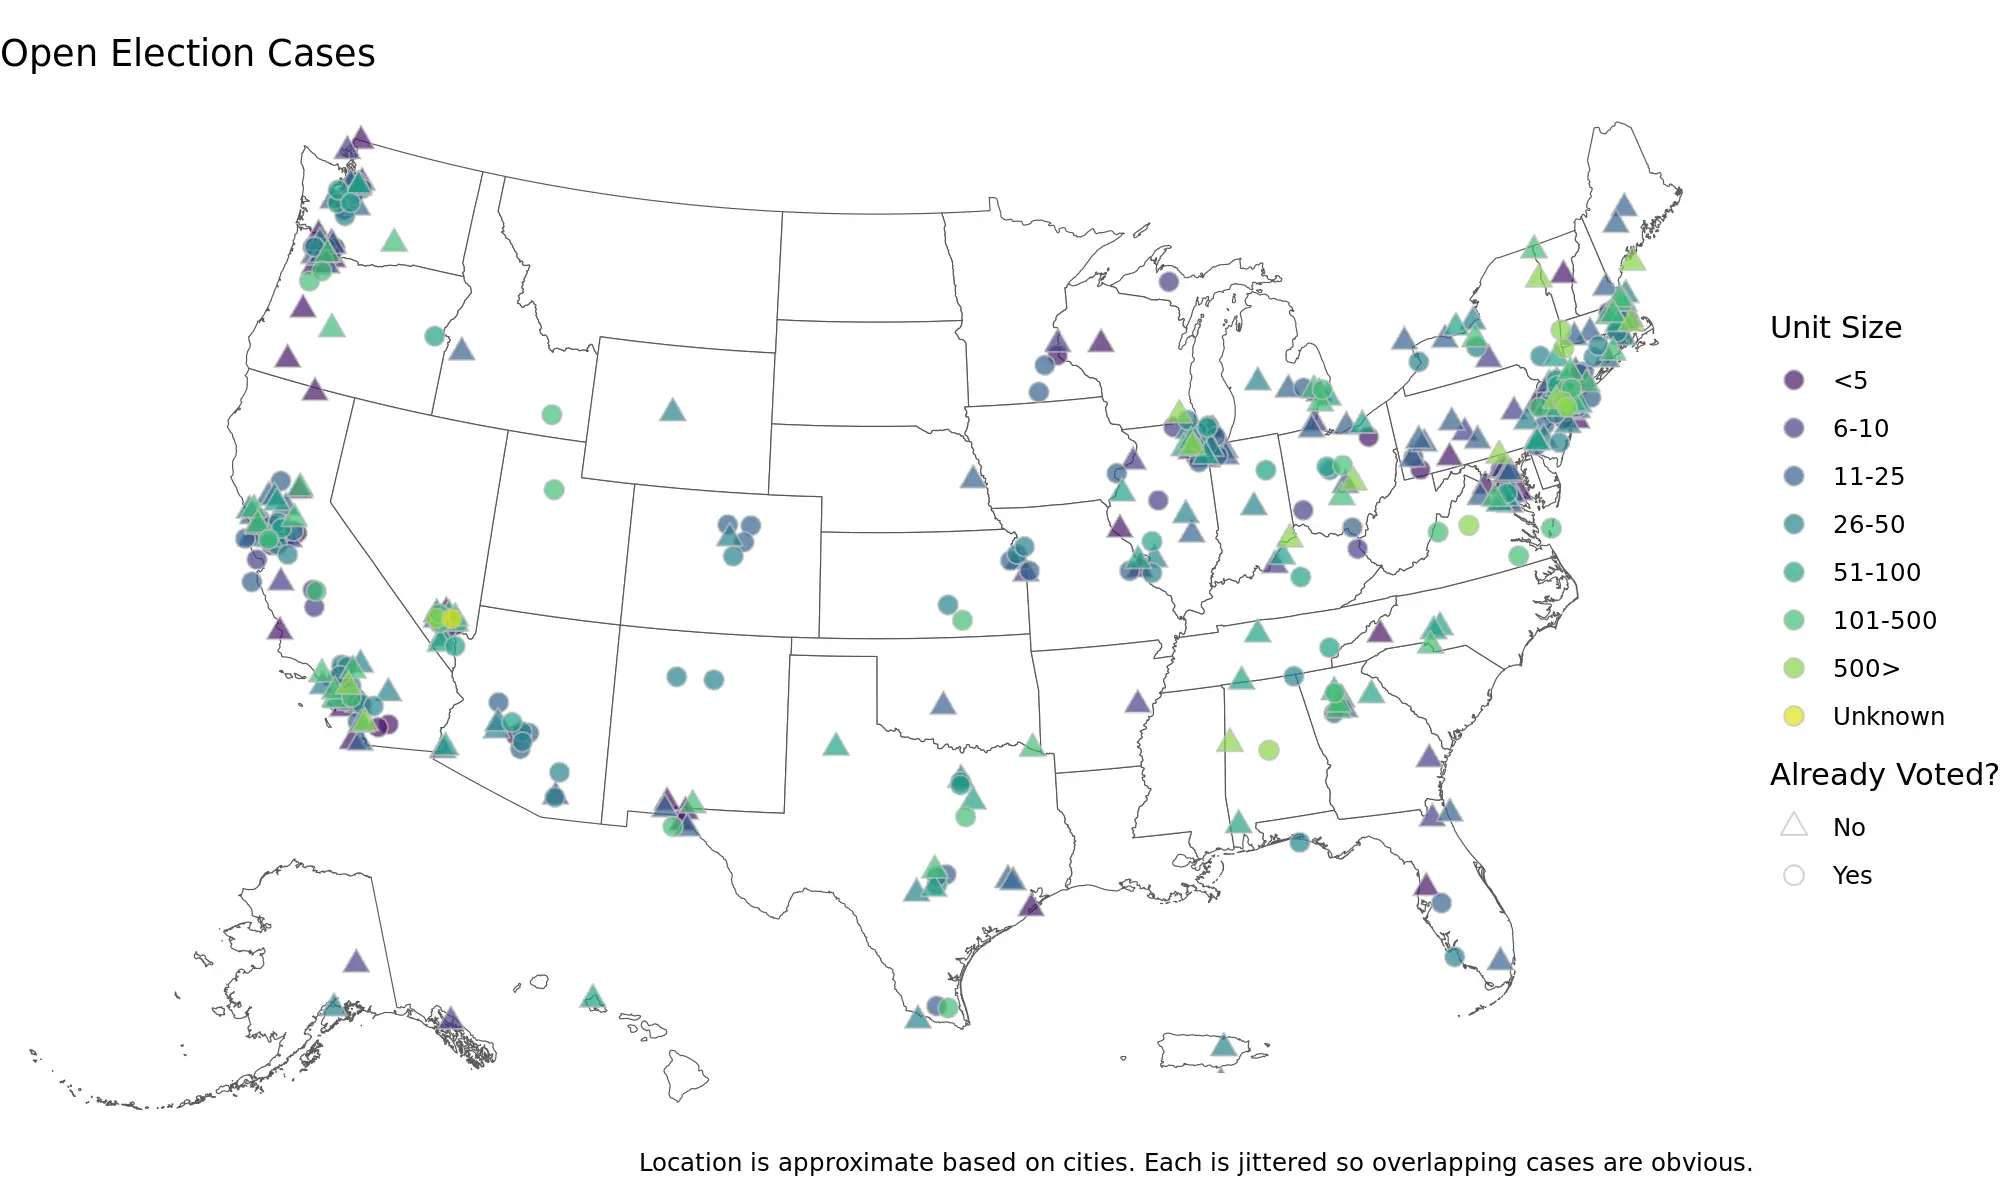 Open Election Cases
Unit Size
<5
6-10
11-25
26-50
51-100
101-500
500>
Unknown
Already Voted?
No
Yes
Location is approximate based on cities. Each is jittered so overlapping cases are obvious.